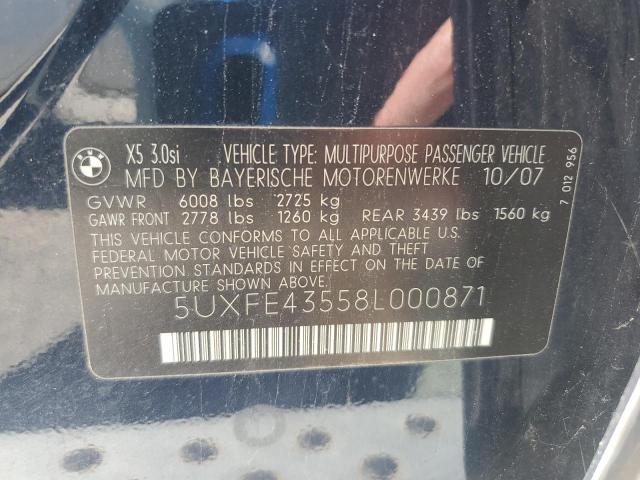 BMW
X5 3.0si VEHICLE TYPE: MULTIPURPOSE PASSENGER VEHICLE
MFD BY BAYERISCHE MOTORENWERKE 10/07
GVWR 6008 lbs 2725 kg
GAWR FRONT 2778 lbs 1260 kg REAR 3439 lbs 1560 kg
THIS VEHICLE CONFORMS TO ALL APPLICABLE U.S.
FEDERAL MOTOR VEHICLE SAFETY AND THEFT
PREVENTION STANDARDS IN EFFECT ON THE DATE
OF MANUFACTURE SHOWN ABOVE.
5UXFE43558L000871
7 012 956